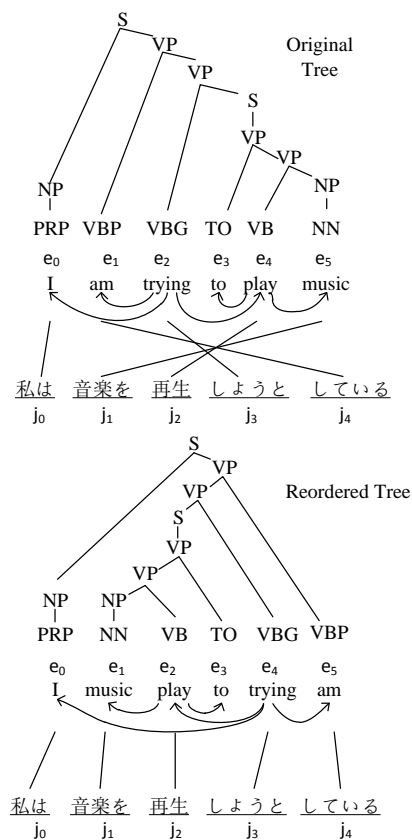 S
VP
Original
Tree
VP
S
VP
VP
NP NP
PRP VBP VBG TO VB NN
e0 e1 e2 e3 e4 e5
I am trying to play music
私は 音楽を 再生 しようと している
j0 j1 j2 j3 j4
S
VP
VP
Reordered Tree
S
VP
VP
NP NP
PRP NN VB TO VBG VBP
e0 e1 e2 e3 e4 e5
I music play to trying am
私は 音楽を 再生 しようと している
j0 j1 j2 j3 j4